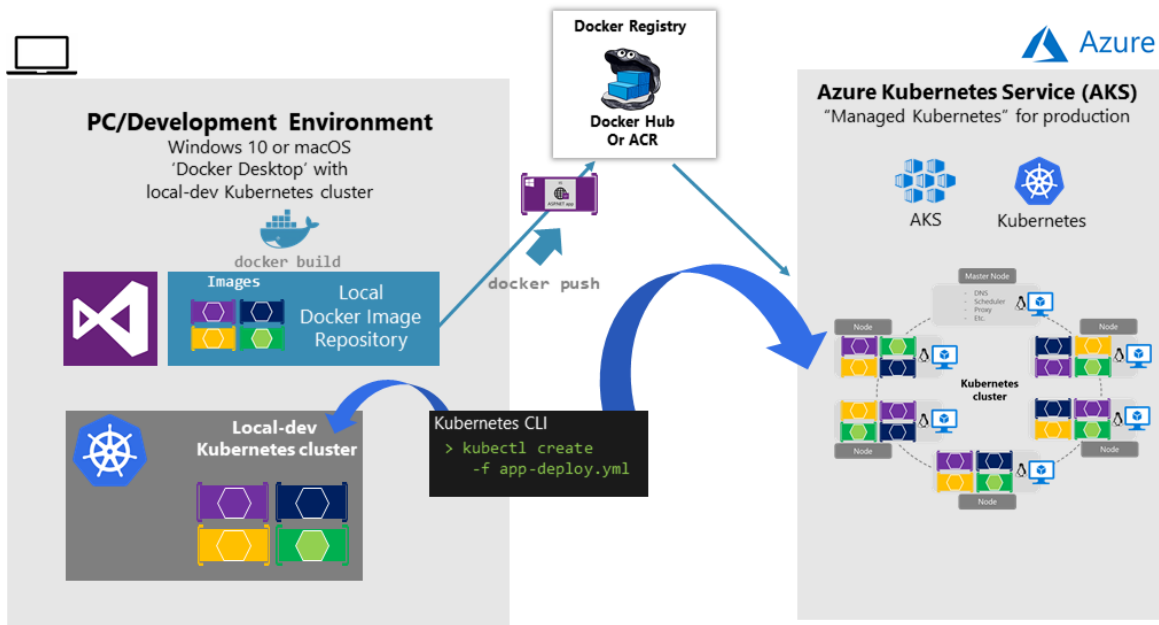 PC/Development Environment
Windows 10 or macOS
'Docker Desktop' with
local-dev Kubernetes cluster
docker build
Images
Local
Docker Image
Repository
Local-dev
Kubernetes cluster
Kubernetes CLI
> kubectl create
-f app-deploy.yml
ASP.NET app
docker push
Docker Registry
Docker Hub
Or ACR
Azure
Azure Kubernetes Service (AKS)
“Managed Kubernetes” for production
AKS
Kubernetes
Master Node
- DNS
- Scheduler
- Proxy
- Etc.
Node
Node
Kubernetes
cluster
Node
Node
Node